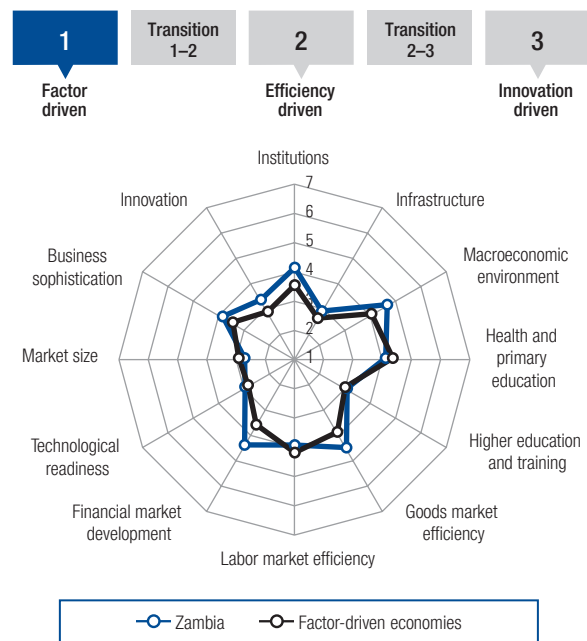 1
Transition
1–2
2
Transition
2–3
3
Factor
driven
Efficiency
driven
Innovation
driven
Institutions
Infrastructure
Macroeconomic
environment
Health and
primary
education
Higher education
and training
Goods market
efficiency
Labor market efficiency
Financial market
development
Technological
readiness
Market size
Business
sophistication
Innovation
7
6
5
4
3
2
1
Zambia
Factor-driven economies